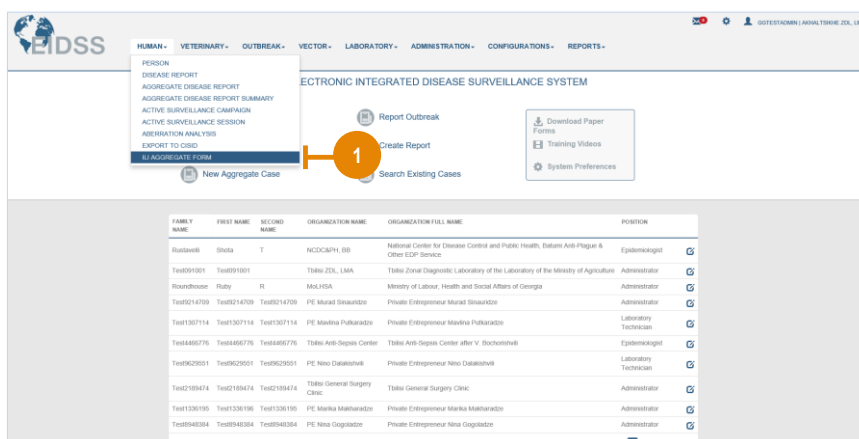 EIDSS
GGTESTADMIN | AKHALTSIKHE ZDL, LM
HUMAN VETERINARY OUTBREAK VECTOR LABORATORY ADMINISTRATION CONFIGURATIONS REPORTS
PERSON
DISEASE REPORT
AGGREGATE DISEASE REPORT
AGGREGATE DISEASE REPORT SUMMARY
ACTIVE SURVEILLANCE CAMPAIGN
ACTIVE SURVEILLANCE SESSION
ABERRATION ANALYSIS
EXPORT TO CISID
ILI AGGREGATE FORM
1
ECTRONIC INTEGRATED DISEASE SURVEILLANCE SYSTEM
Report Outbreak
Create Report
New Aggregate Case
Search Existing Cases
Download Paper
Forms
Training Videos
System Preferences
FAMILY NAME FIRST NAME SECOND NAME ORGANIZATION NAME ORGANIZATION FULL NAME POSITION
Rustaveli Shota T NCDC&PH, BB National Center for Disease Control and Public Health, Batumi Anti-Plague & Other EDP Service Epidemiologist
Test091001 Test091001 Tbilisi ZDL, LMA Tbilisi Zonal Diagnostic Laboratory of the Laboratory of the Ministry of Agriculture Administrator
Roundhouse Ruby R MoLHSA Ministry of Labour, Health and Social Affairs of Georgia Administrator
Test9214709 Test9214709 Test9214709 PE Murad Sinauridze Private Entrepreneur Murad Sinauridze Administrator
Test1307114 Test1307114 Test1307114 PE Mavlina Putkaradze Private Entrepreneur Mavlina Putkaradze Laboratory Technician
Test4466776 Test4466776 Test4466776 Tbilisi Anti-Sepsis Center Tbilisi Anti-Sepsis Center after V. Bochorishvili Epidemiologist
Test9629551 Test9629551 Test9629551 PE Nino Dalakishvili Private Entrepreneur Nino Dalakishvili Laboratory Technician
Test2189474 Test2189474 Test2189474 Tbilisi General Surgery Clinic Tbilisi General Surgery Clinic Administrator
Test1336195 Test1336196 Test1336195 PE Marika Makharadze Private Entrepreneur Marika Makharadze Administrator
Test8948384 Test8948384 Test8948384 PE Nina Gogoladze Private Entrepreneur Nina Gogoladze Administrator